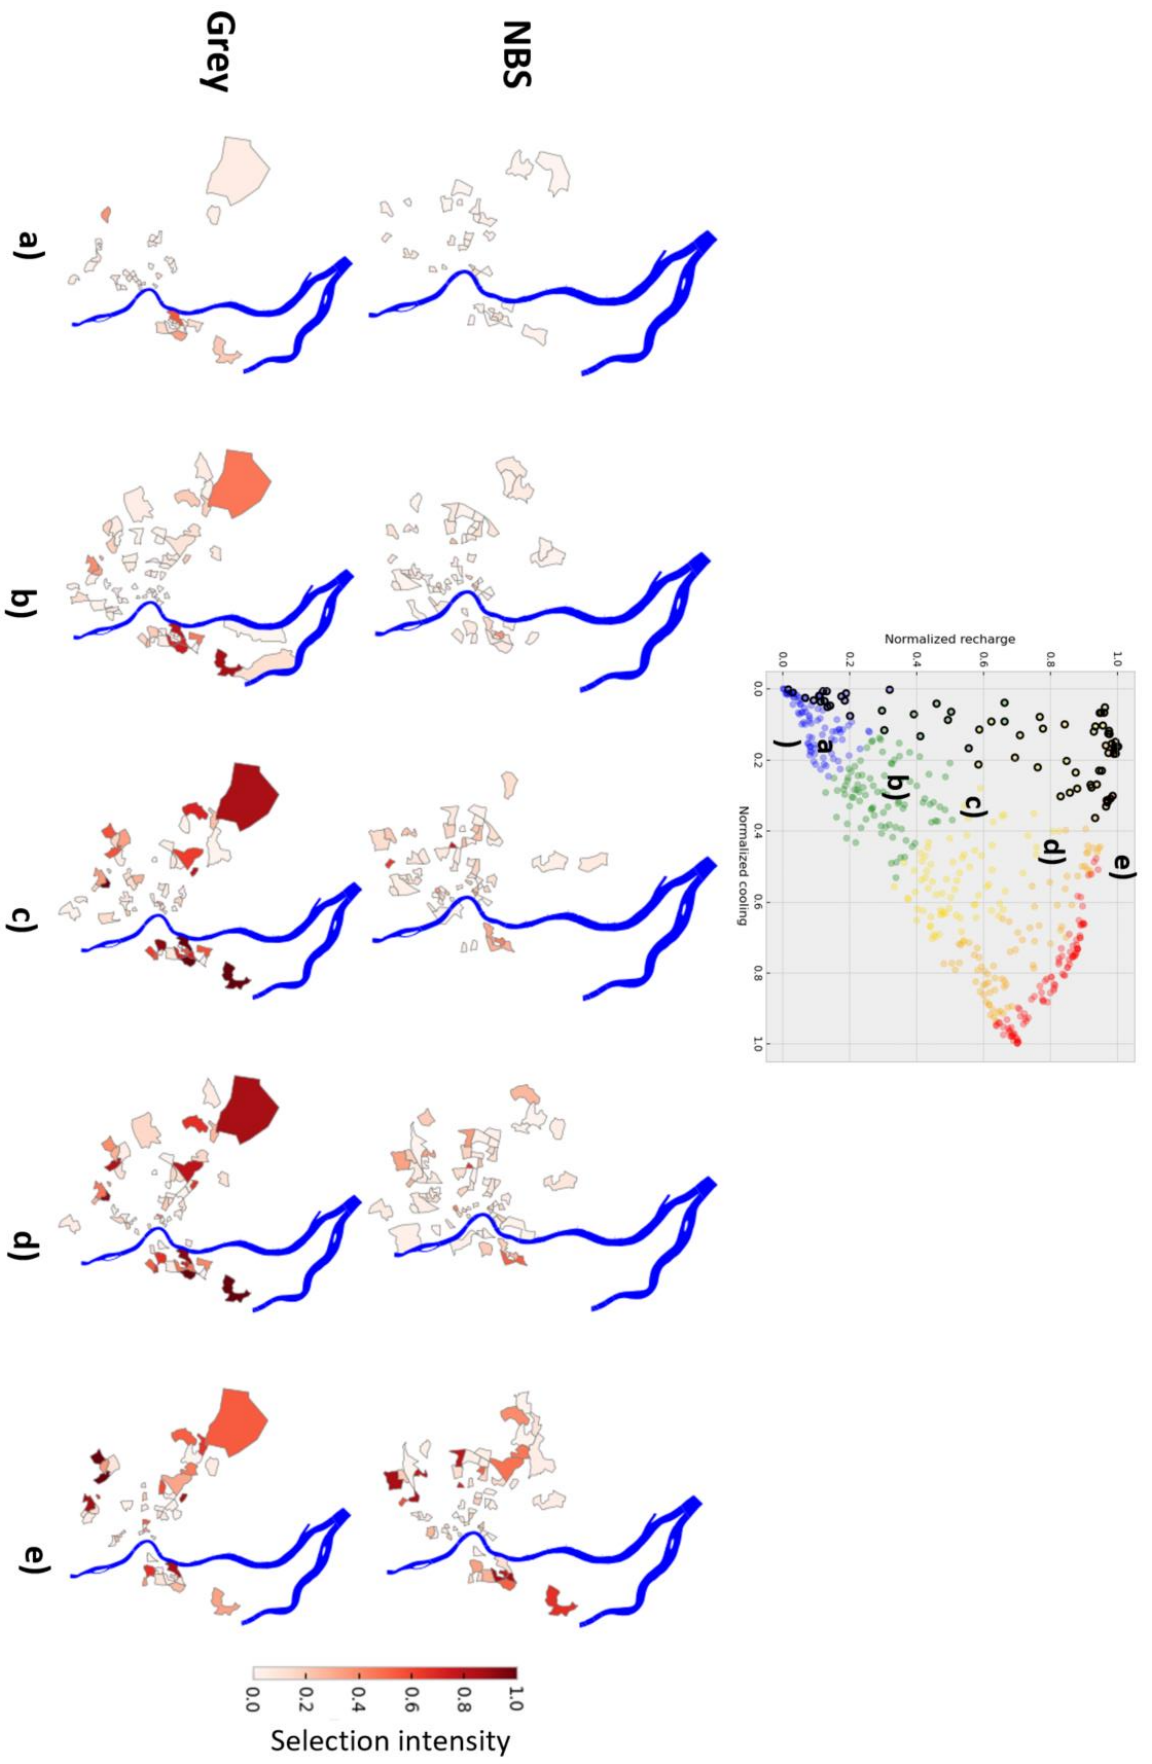 1.0
0.8
0.6
0.4
0.2
0.0
Normalized recharge
0.0
0.2
0.4
0.6
0.8
1.0
Normalized cooling
a
)
b)
c)
d)
e)
NBS
Grey
a)
b)
c)
d)
e)
1.0
0.8
0.6
0.4
0.2
0.0
Selection intensity